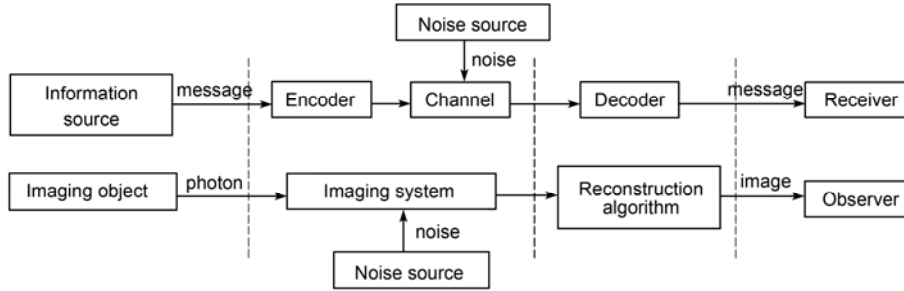 Noise source
noise
Information
source
message
Encoder
Channel
Decoder
message
Receiver
Imaging object
photon
Imaging system
Reconstruction
algorithm
image
Observer
noise
Noise source